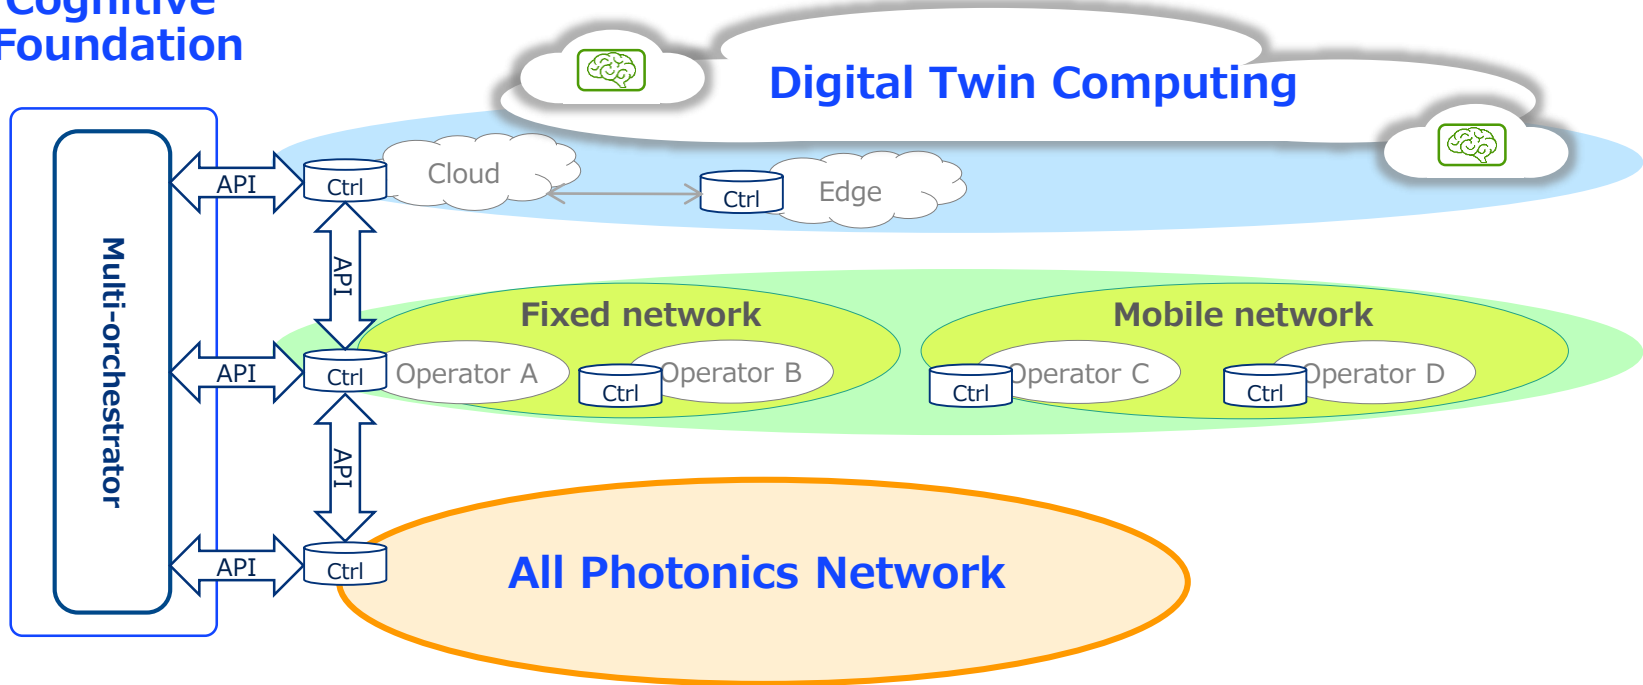 Cognitive
Foundation
Digital Twin Computing
Cloud
Edge
API
Ctrl
Ctrl
API
Multi-orchestrator
Fixed network
Mobile network
API
Ctrl
Operator A
Ctrl
Operator B
Ctrl
Operator C
Ctrl
Operator D
API
API
Ctrl
All Photonics Network